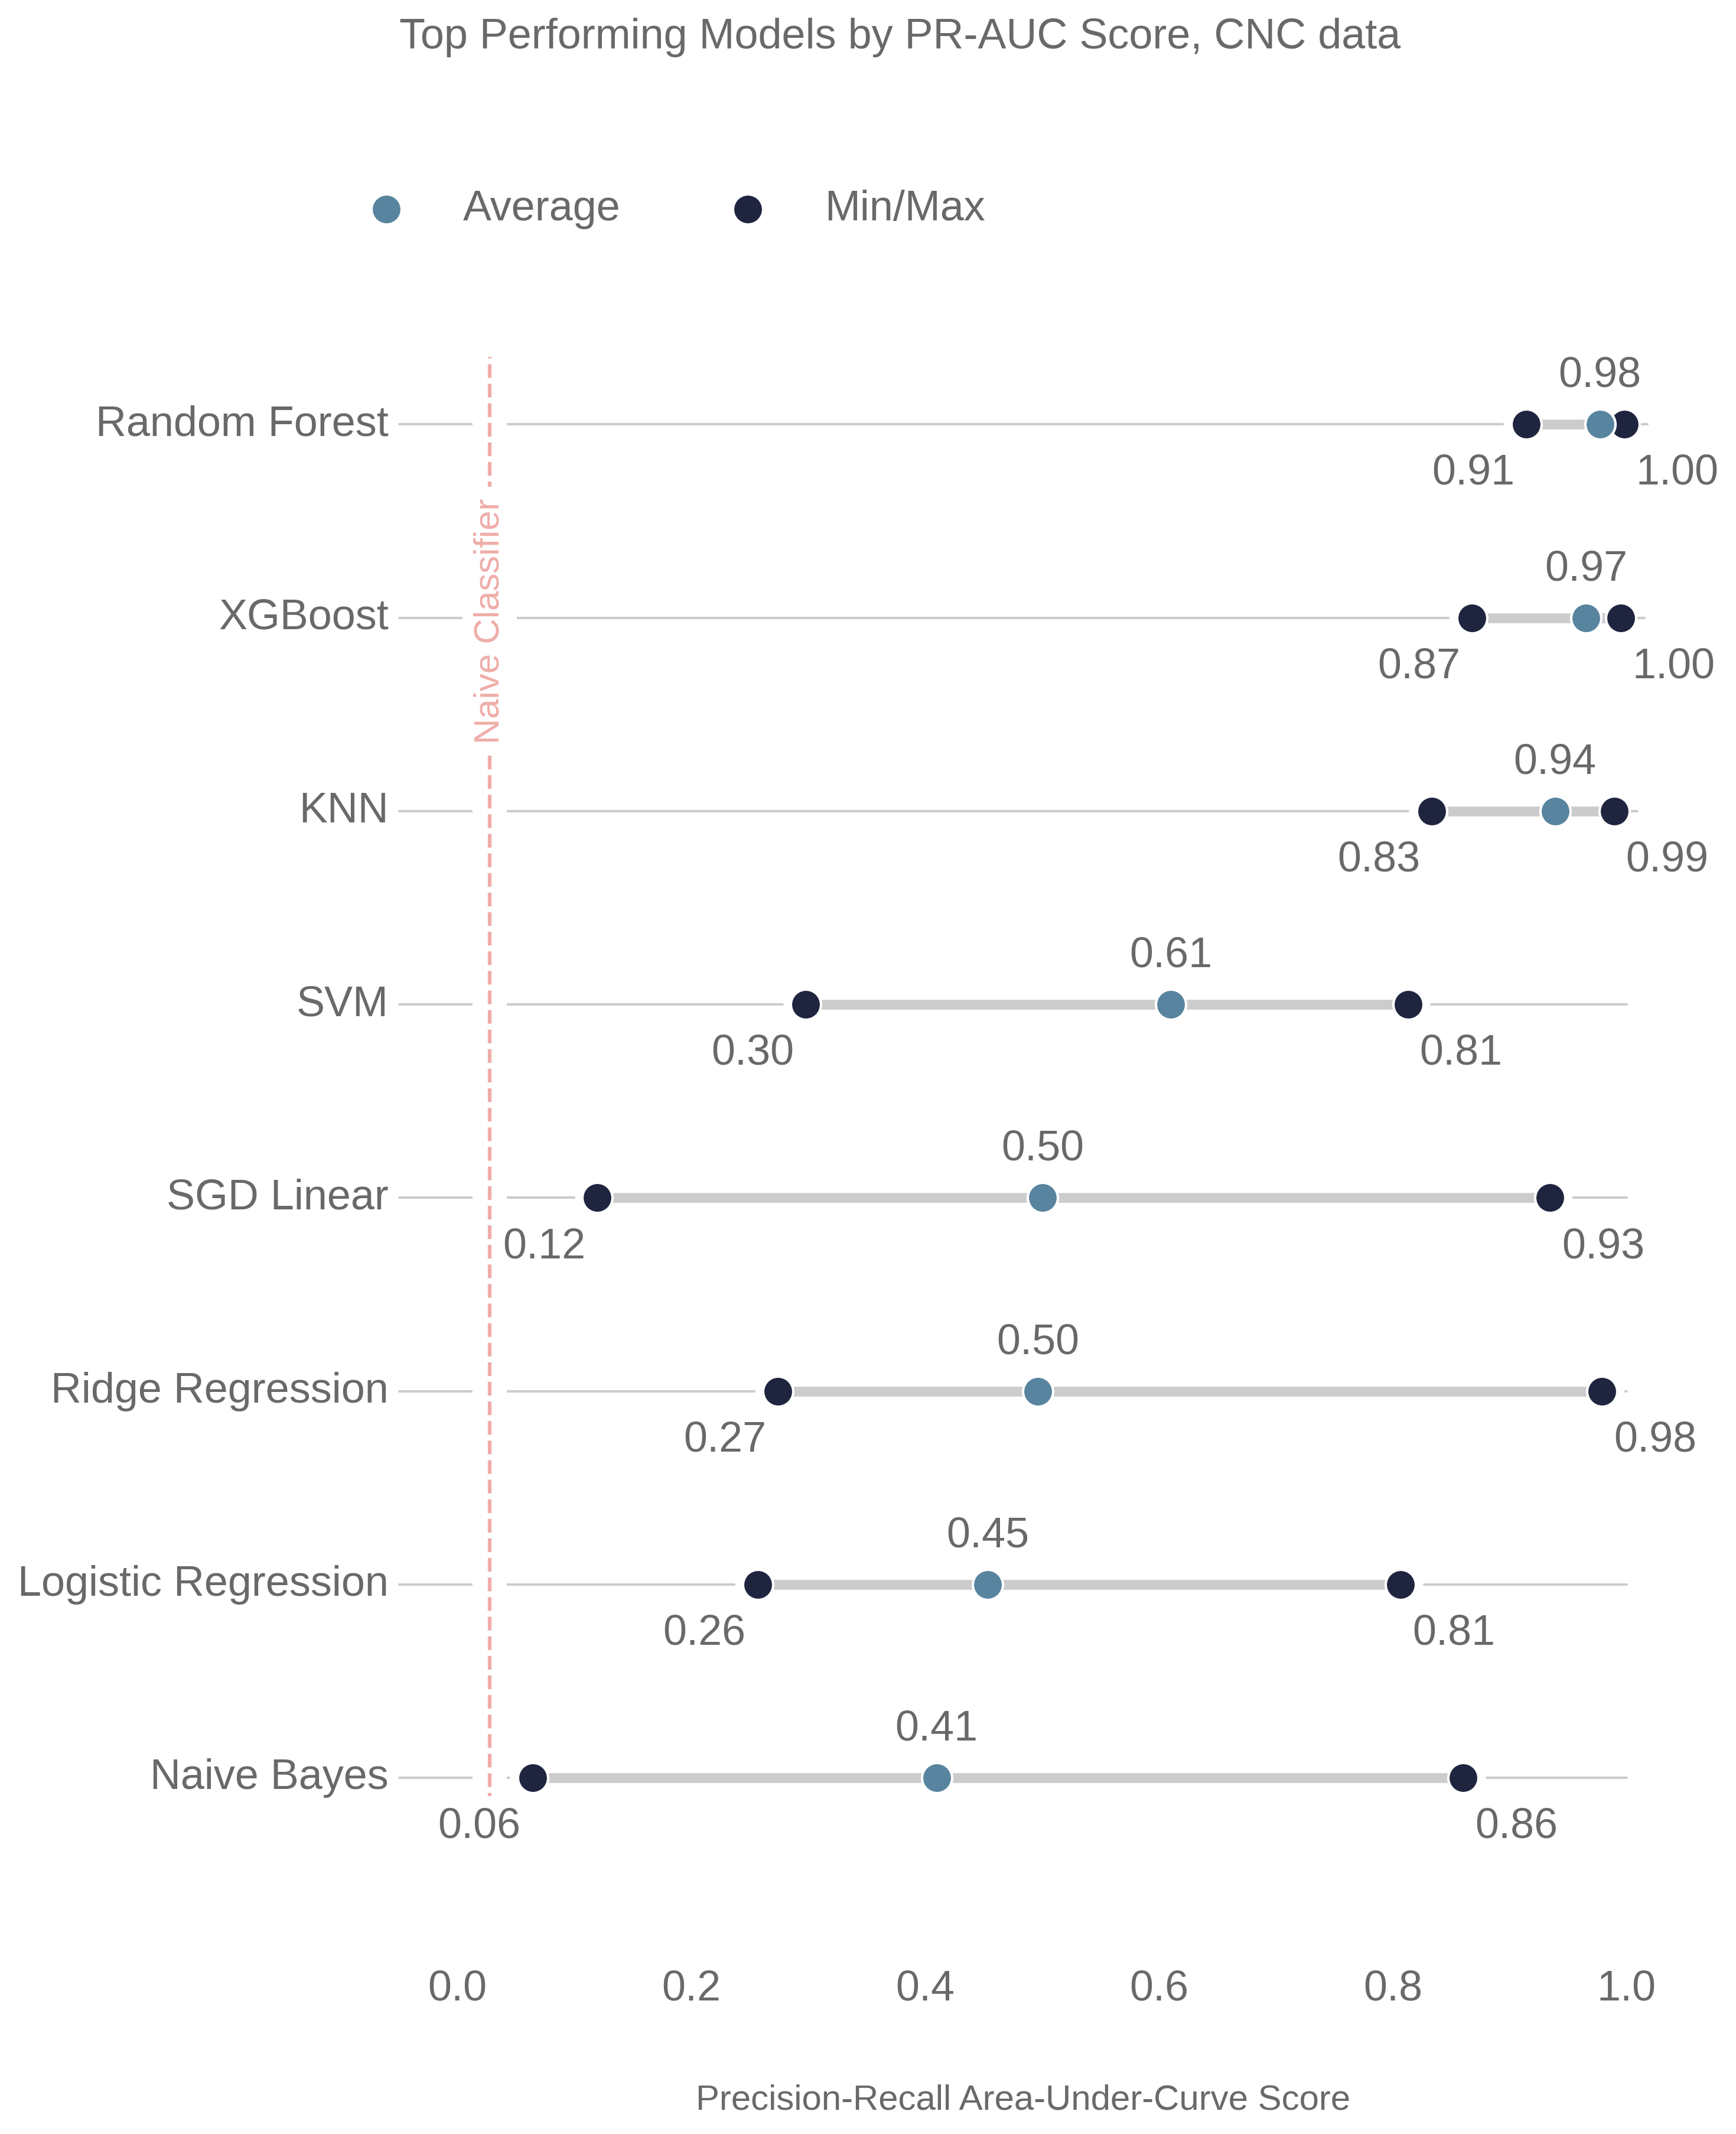 Top Performing Models by PR-AUC Score, CNC data
Average
Min/Max
Naive Classifier
Random Forest
0.98
0.91
1.00
XGBoost
0.97
0.87
1.00
KNN
0.94
0.83
0.99
SVM
0.61
0.30
0.81
SGD Linear
0.50
0.12
0.93
Ridge Regression
0.50
0.27
0.98
Logistic Regression
0.45
0.26
0.81
Naive Bayes
0.41
0.06
0.86
0.0 0.2 0.4 0.6 0.8 1.0
Precision-Recall Area-Under-Curve Score